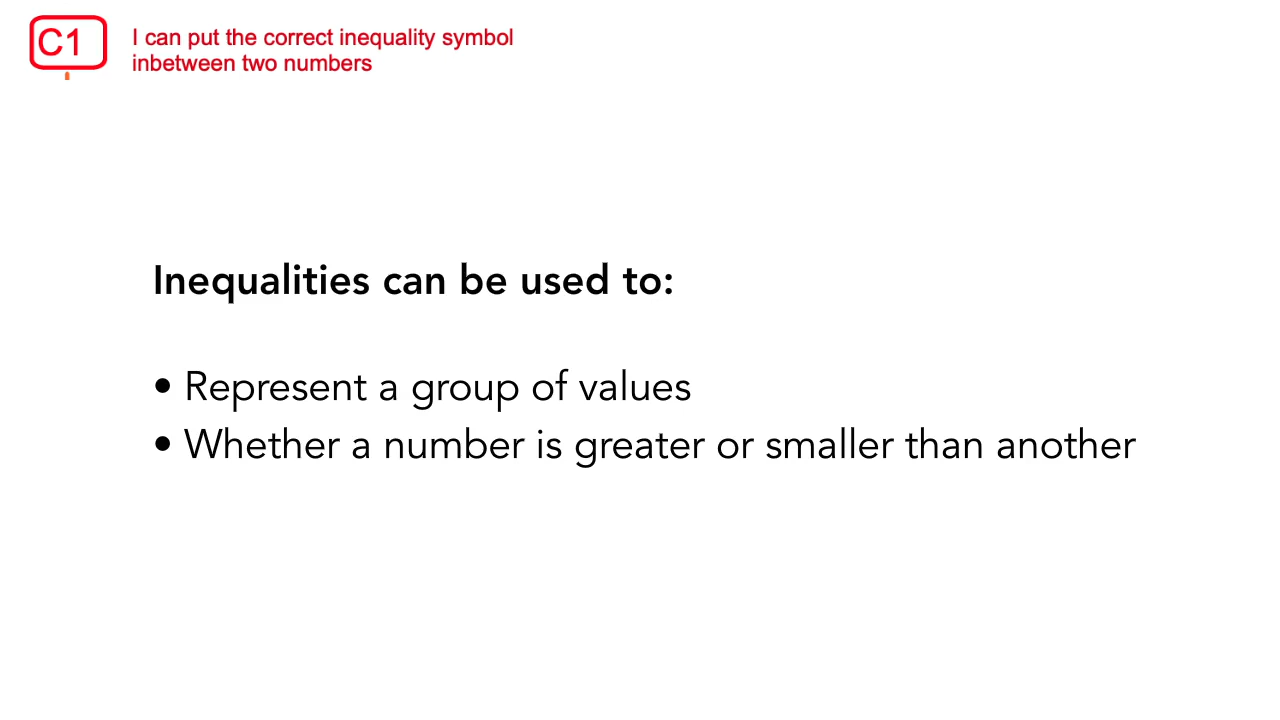 C1
I can put the correct inequality symbol
inbetween two numbers
Inequalities can be used to:
• Represent a group of values
• Whether a number is greater or smaller than another